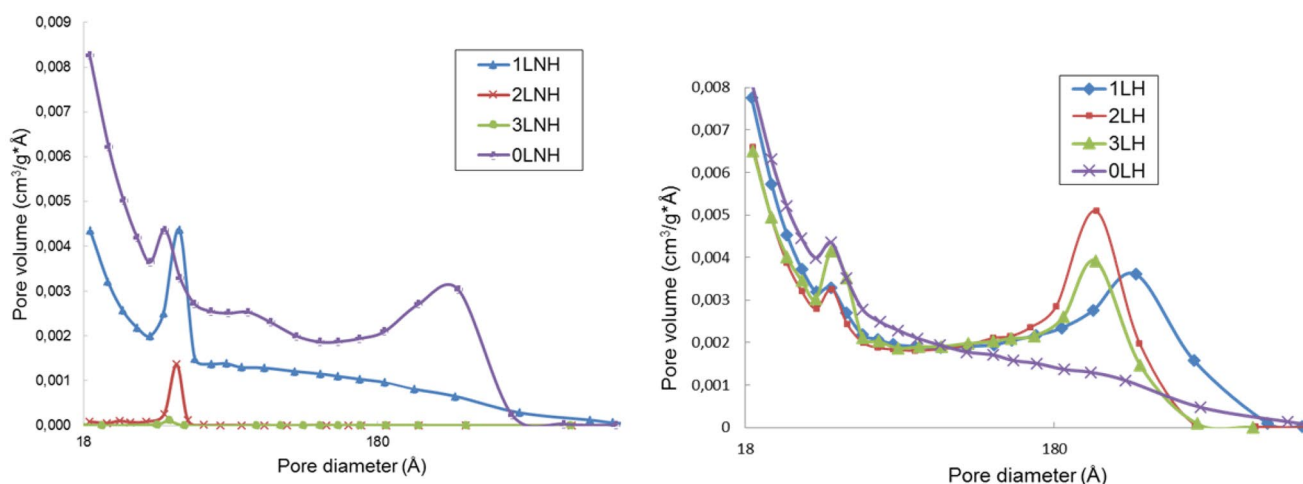 0,009
0,008
0,007
0,006
0,005
0,004
0,003
0,002
0,001
0,000
Pore volume (cm³/g*Å)
1LNH
2LNH
3LNH
0LNH
18
180
Pore diameter (Å)
0,008
0,007
0,006
0,005
0,004
0,003
0,002
0,001
0
Pore volume (cm³/g*Å)
1LH
2LH
3LH
0LH
18
180
Pore diameter (Å)